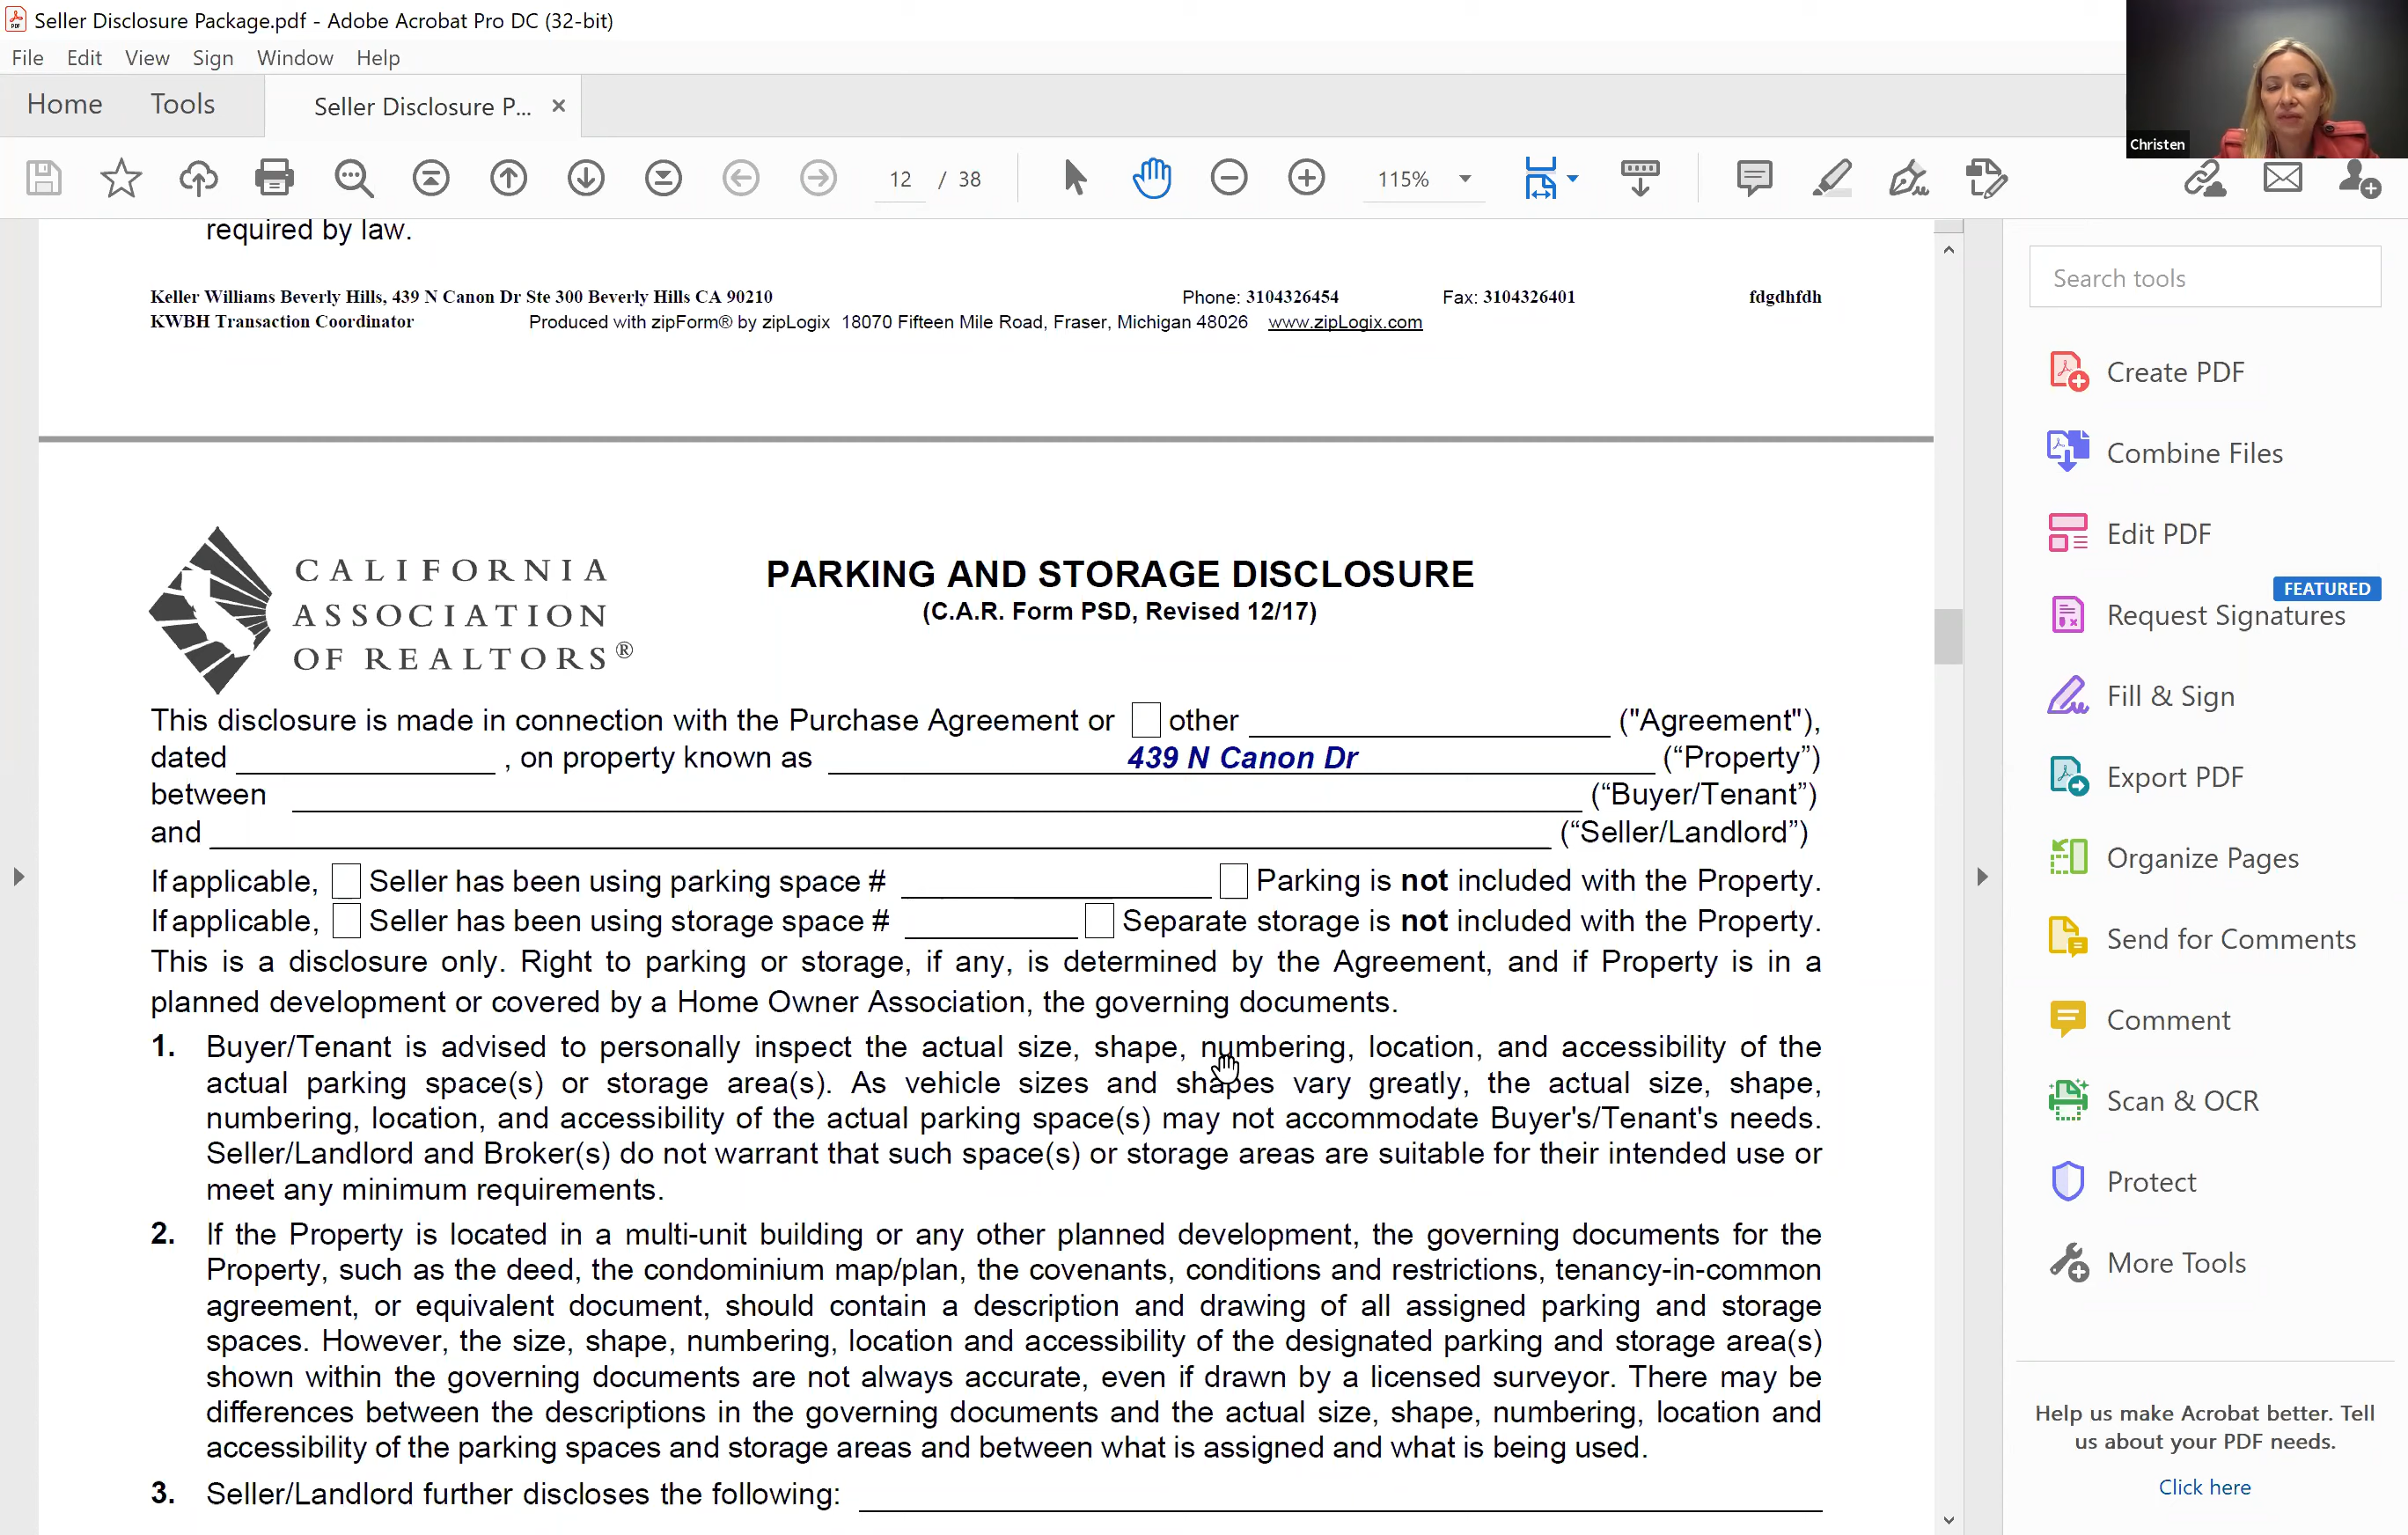 Seller Disclosure Package.pdf - Adobe Acrobat Pro DC (32-bit)
File Edit View Sign Window Help
Home Tools Seller Disclosure P... ×
Christen
12 / 38 115%
required by law.
Keller Williams Beverly Hills, 439 N Canon Dr Ste 300 Beverly Hills CA 90210 Phone: 3104326454 Fax: 3104326401 fdgdhfdh
KWBH Transaction Coordinator Produced with zipForm® by zipLogix 18070 Fifteen Mile Road, Fraser, Michigan 48026 www.zipLogix.com
CALIFORNIA
ASSOCIATION
OF REALTORS®
PARKING AND STORAGE DISCLOSURE
(C.A.R. Form PSD, Revised 12/17)
This disclosure is made in connection with the Purchase Agreement or other ("Agreement"),
dated , on property known as 439 N Canon Dr (“Property”)
between (“Buyer/Tenant”)
and (“Seller/Landlord”)
If applicable, Seller has been using parking space # Parking is not included with the Property.
If applicable, Seller has been using storage space # Separate storage is not included with the Property.
This is a disclosure only. Right to parking or storage, if any, is determined by the Agreement, and if Property is in a
planned development or covered by a Home Owner Association, the governing documents.
1. Buyer/Tenant is advised to personally inspect the actual size, shape, numbering, location, and accessibility of the
actual parking space(s) or storage area(s). As vehicle sizes and shapes vary greatly, the actual size, shape,
numbering, location, and accessibility of the actual parking space(s) may not accommodate Buyer's/Tenant's needs.
Seller/Landlord and Broker(s) do not warrant that such space(s) or storage areas are suitable for their intended use or
meet any minimum requirements.
2. If the Property is located in a multi-unit building or any other planned development, the governing documents for the
Property, such as the deed, the condominium map/plan, the covenants, conditions and restrictions, tenancy-in-common
agreement, or equivalent document, should contain a description and drawing of all assigned parking and storage
spaces. However, the size, shape, numbering, location and accessibility of the designated parking and storage area(s)
shown within the governing documents are not always accurate, even if drawn by a licensed surveyor. There may be
differences between the descriptions in the governing documents and the actual size, shape, numbering, location and
accessibility of the parking spaces and storage areas and between what is assigned and what is being used.
3. Seller/Landlord further discloses the following:
Search tools
Create PDF
Combine Files
Edit PDF
FEATURED
Request Signatures
Fill & Sign
Export PDF
Organize Pages
Send for Comments
Comment
Scan & OCR
Protect
More Tools
Help us make Acrobat better. Tell
us about your PDF needs.
Click here